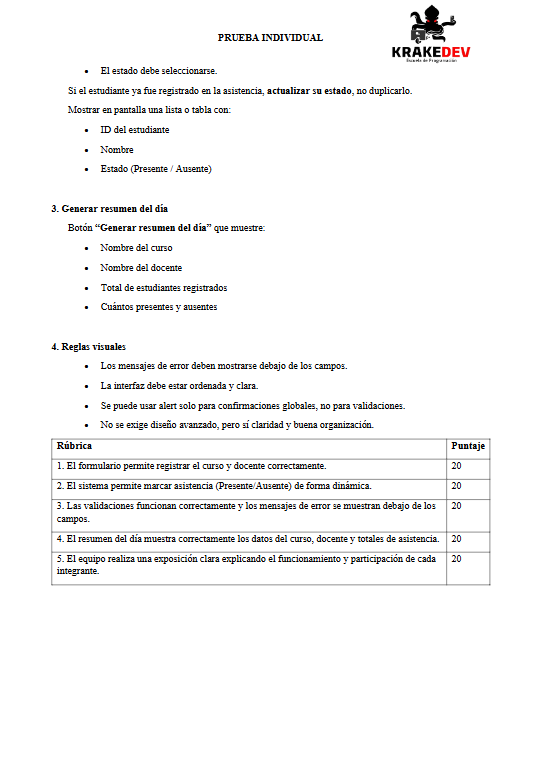 PRUEBA INDIVIDUAL
KRAKEDEV
Escuela de Programación
• El estado debe seleccionarse.
Si el estudiante ya fue registrado en la asistencia, actualizar su estado, no duplicarlo.
Mostrar en pantalla una lista o tabla con:
• ID del estudiante
• Nombre
• Estado (Presente / Ausente)
3. Generar resumen del día
Botón “Generar resumen del día” que muestre:
• Nombre del curso
• Nombre del docente
• Total de estudiantes registrados
• Cuántos presentes y ausentes
4. Reglas visuales
• Los mensajes de error deben mostrarse debajo de los campos.
• La interfaz debe estar ordenada y clara.
• Se puede usar alert solo para confirmaciones globales, no para validaciones.
• No se exige diseño avanzado, pero sí claridad y buena organización.
Rúbrica Puntaje
1. El formulario permite registrar el curso y docente correctamente. 20
2. El sistema permite marcar asistencia (Presente/Ausente) de forma dinámica. 20
3. Las validaciones funcionan correctamente y los mensajes de error se muestran debajo de los 20
campos.
4. El resumen del día muestra correctamente los datos del curso, docente y totales de asistencia. 20
5. El equipo realiza una exposición clara explicando el funcionamiento y participación de cada 20
integrante.